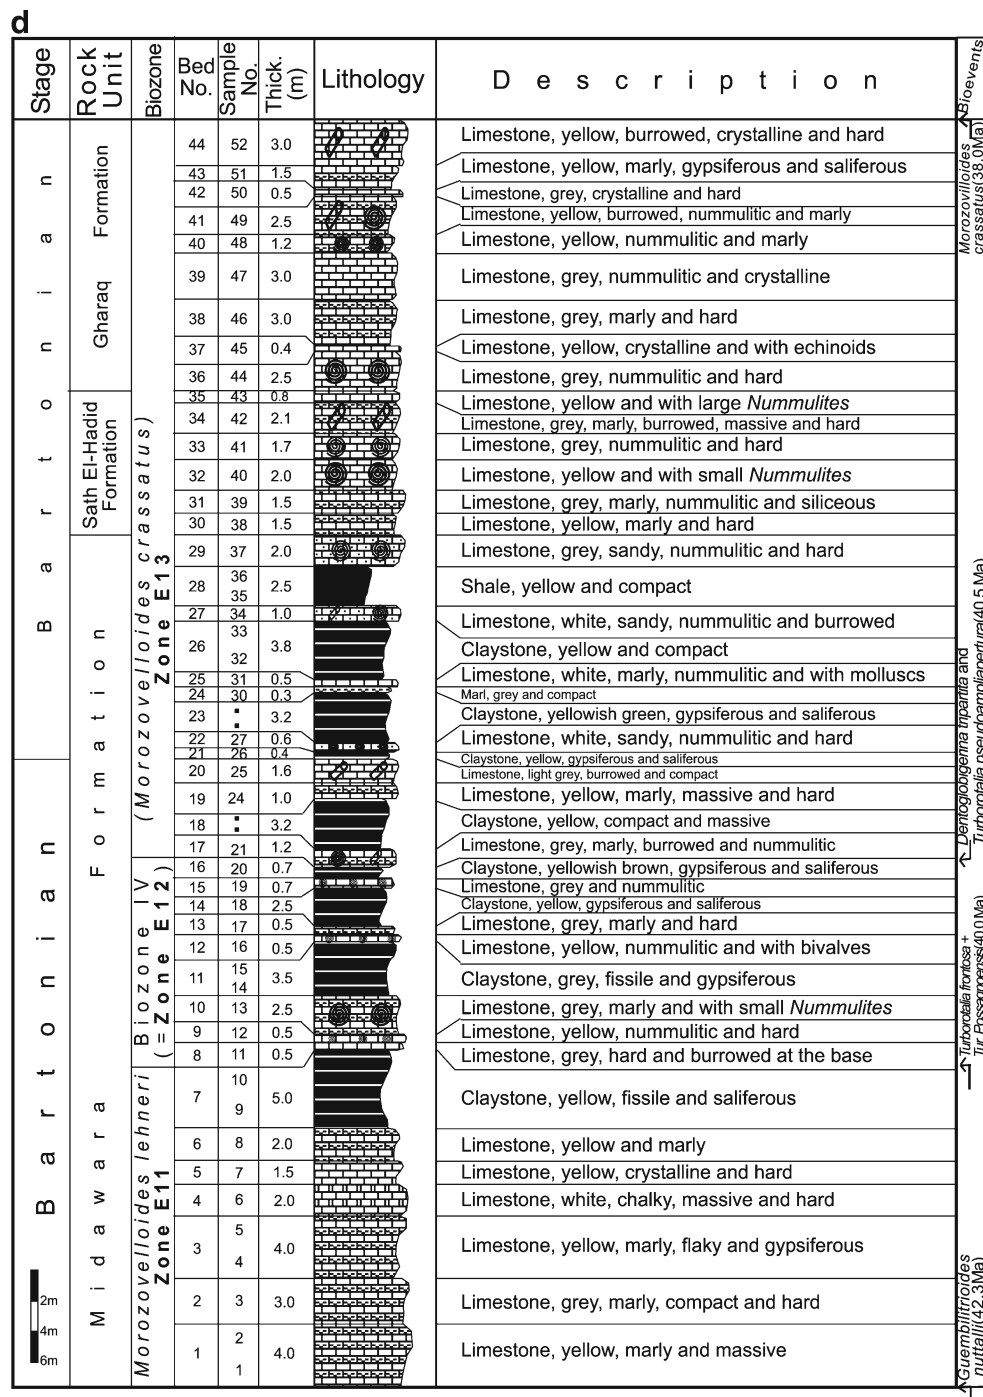 d
Stage
Rock Unit
Biozone
Bed No.
Sample No.
Thick. (m)
Lithology
Description
Bioevents
Bartonian
Bartonian
Gharaq Formation
Sath El-Hadid Formation
Midawara Formation
(Morozovelloides crassatus)
Zone E13
Biozone IV
(=Zone E12)
Morozovelloides lehneri
Zone E11
44 52 3.0 Limestone, yellow, burrowed, crystalline and hard
43 51 1.5 Limestone, yellow, marly, gypsiferous and saliferous
42 50 0.5 Limestone, grey, crystalline and hard
41 49 2.5 Limestone, yellow, burrowed, nummulitic and marly
40 48 1.2 Limestone, yellow, nummulitic and marly
39 47 3.0 Limestone, grey, nummulitic and crystalline
38 46 3.0 Limestone, grey, marly and hard
37 45 0.4 Limestone, yellow, crystalline and with echinoids
36 44 2.5 Limestone, grey, nummulitic and hard
35 43 0.8 Limestone, yellow and with large Nummulites
34 42 2.1 Limestone, grey, marly, burrowed, massive and hard
33 41 1.7 Limestone, grey, nummulitic and hard
32 40 2.0 Limestone, yellow and with small Nummulites
31 39 1.5 Limestone, grey, marly, nummulitic and siliceous
30 38 1.5 Limestone, yellow, marly and hard
29 37 2.0 Limestone, grey, sandy, nummulitic and hard
28 36 35 2.5 Shale, yellow and compact
27 34 1.0 Limestone, white, sandy, nummulitic and burrowed
26 33 32 3.8 Claystone, yellow and compact
25 31 0.5 Limestone, white, marly, nummulitic and with molluscs
24 30 0.3 Marl, grey and compact
23 : 3.2 Claystone, yellowish green, gypsiferous and saliferous
22 27 0.6 Limestone, white, sandy, nummulitic and hard
21 26 0.4 Claystone, yellow, gypsiferous and saliferous
20 25 1.6 Limestone, light grey, burrowed and compact
19 24 1.0 Limestone, yellow, marly, massive and hard
18 : 3.2 Claystone, yellow, compact and massive
17 21 1.2 Limestone, grey, marly, burrowed and nummulitic
16 20 0.7 Claystone, yellowish brown, gypsiferous and saliferous
15 19 0.7 Limestone, grey and nummulitic
14 18 2.5 Claystone, yellow, gypsiferous and saliferous
13 17 0.5 Limestone, grey, marly and hard
12 16 0.5 Limestone, yellow, nummulitic and with bivalves
11 15 14 3.5 Claystone, grey, fissile and gypsiferous
10 13 2.5 Limestone, grey, marly and with small Nummulites
9 12 0.5 Limestone, yellow, nummulitic and hard
8 11 0.5 Limestone, grey, hard and burrowed at the base
7 10 9 5.0 Claystone, yellow, fissile and saliferous
6 8 2.0 Limestone, yellow and marly
5 7 1.5 Limestone, yellow, crystalline and hard
4 6 2.0 Limestone, white, chalky, massive and hard
3 5 4 4.0 Limestone, yellow, marly, flaky and gypsiferous
2 3 3.0 Limestone, grey, marly, compact and hard
1 2 1 4.0 Limestone, yellow, marly and massive
2m
4m
6m
Morozovilloides
crassatus(38.0Ma)
Dentoglobigerina tripartita and
Turborotalia pseudoampliapertura(40.5 Ma)
Turborotalia frontosa +
Tur. Possagnoensis(40.0Ma)
Guembilitrioides
nuttalli(42.3Ma)